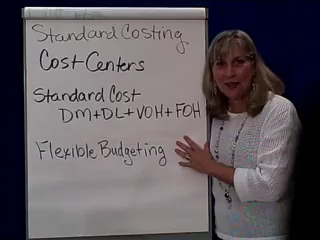 Standard Costing
Cost Centers
Standard Cost
DM+DL+VOH+FOH
Flexible Budgeting